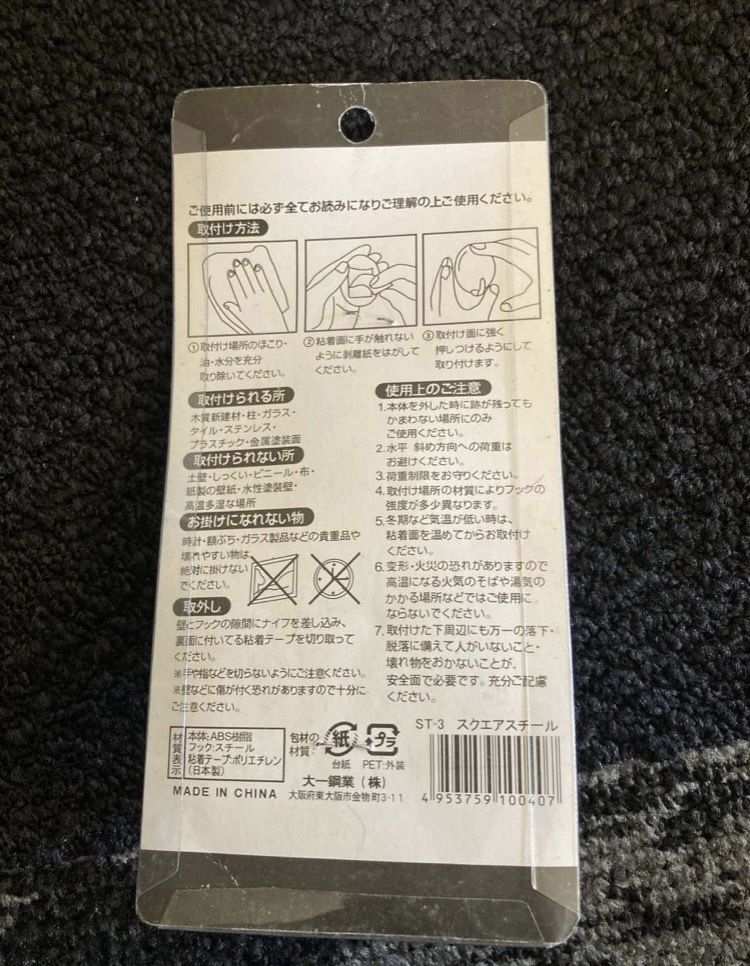 ご使用前には必ず全てお読みになりご理解の上ご使用ください。
取付け方法
①取付け場所のほこり・
油・水分を充分
取り除いてください。
②粘着面に手が触れない
ように剥離紙をはがして
ください。
③取付け面に強く
押しつけるようにして
取り付けます。
取付けられる所
木質新建材・柱・ガラス・
タイル・ステンレス・
プラスチック・金属塗装面
取付けられない所
土壁・しっくい・ビニール・布・
紙製の壁紙・水性塗装壁・
高温多湿な場所
お掛けになれない物
時計・額ぶち・ガラス製品などの貴重品や
壊れやすい物は
絶対に掛けない
でください。
取外し
壁とフックの隙間にナイフを差し込み、
裏面に付いてる粘着テープを切り取って
ください。
※手や指などを切らないようにご注意ください。
※壁などに傷が付く恐れがありますので十分に
ご注意ください。
使用上のご注意
1.本体を外した時に跡が残っても
かまわない場所にのみ
ご使用ください。
2.水平 斜め方向への荷重は
お避けください。
3.荷重制限をお守りください。
4.取付け場所の材質によりフックの
強度が多少異なります。
5.冬期など気温が低い時は、
粘着面を温めてからお取付け
ください。
6.変形・火災の恐れがありますので
高温になる火気のそばや湯気の
かかる場所などではご使用に
ならないでください。
7.取付けた下周辺にも万一の落下・
脱落に備えて人がいないこと・
壊れ物をおかないことが、
安全面で必要です。充分ご配慮
ください。
ST-3 スクエアスチール
材質表示
本体:ABS樹脂
フック:スチール
粘着テープ:ポリエチレン
(日本製)
MADE IN CHINA
包材の
材質:
紙
台紙
プラ
PET:外装
大一鋼業(株)
大阪府東大阪市金物町3-11
4 953759 100407